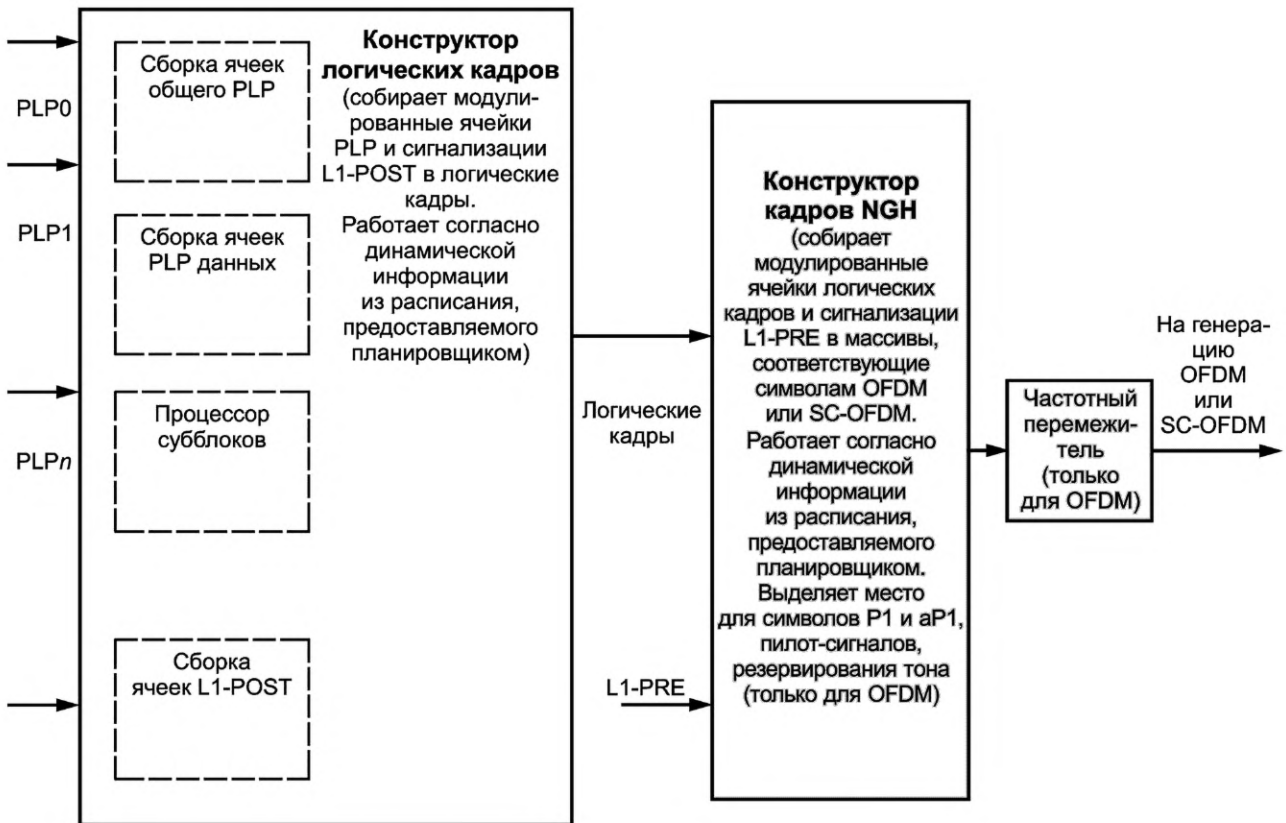 PLP0
PLP1
PLPn
Сборка ячеек
общего PLP
Сборка ячеек
PLP данных
Процессор
субблоков
Сборка
ячеек L1-POST
Конструктор
логических кадров
(собирает модули-
рованные ячейки
PLP и сигнализации
L1-POST в логические
кадры.
Работает согласно
динамической
информации
из расписания,
предоставляемого
планировщиком)
Логические
кадры
L1-PRE
Конструктор
кадров NGH
(собирает
модулированные
ячейки логических
кадров и сигнализации
L1-PRE в массивы,
соответствующие
символам OFDM
или SC-OFDM.
Работает согласно
динамической
информации
из расписания,
предоставляемого
планировщиком.
Выделяет место
для символов P1 и aP1,
пилот-сигналов,
резервирования тона
(только для OFDM)
Частотный
перемежи-
тель
(только
для OFDM)
На генера-
цию
OFDM
или
SC-OFDM